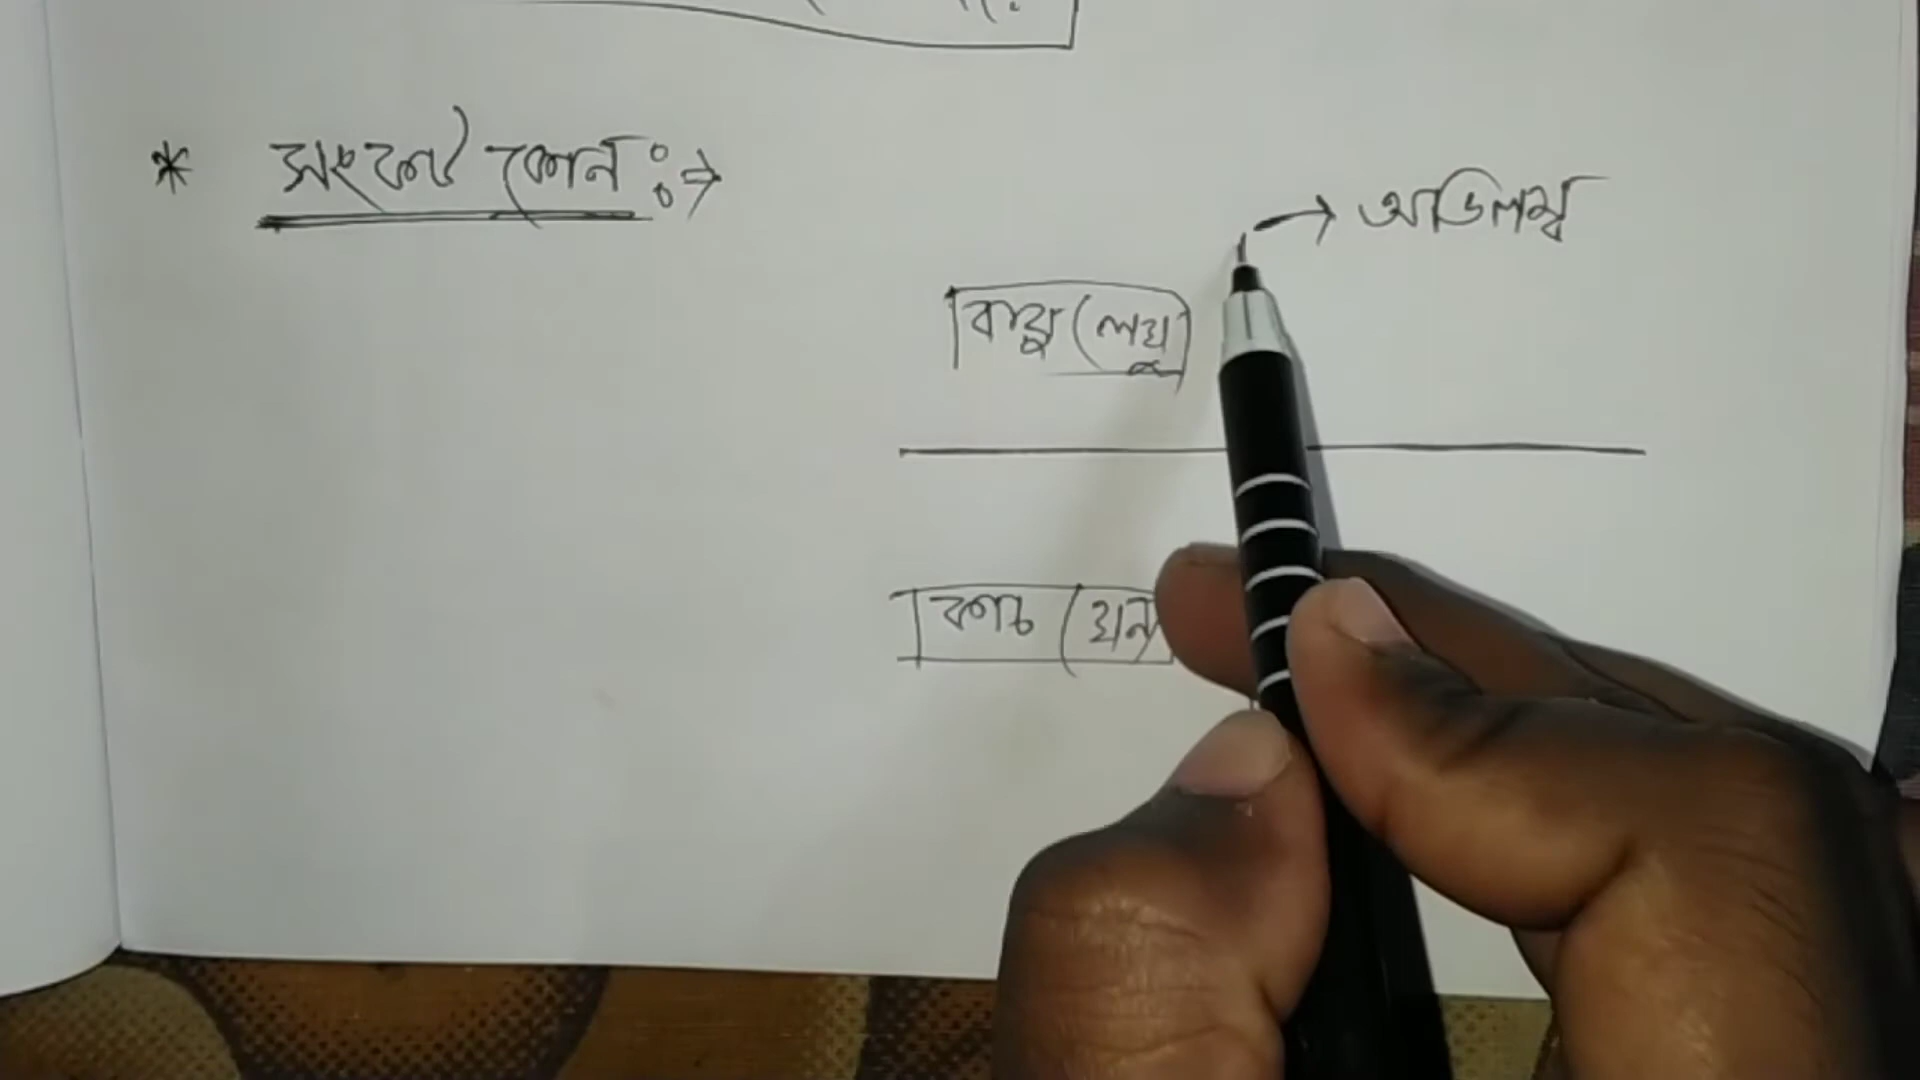 * সংকট কোন :→
→ অভিলম্ব
বায়ু (লঘু)
কাচ (ঘন)